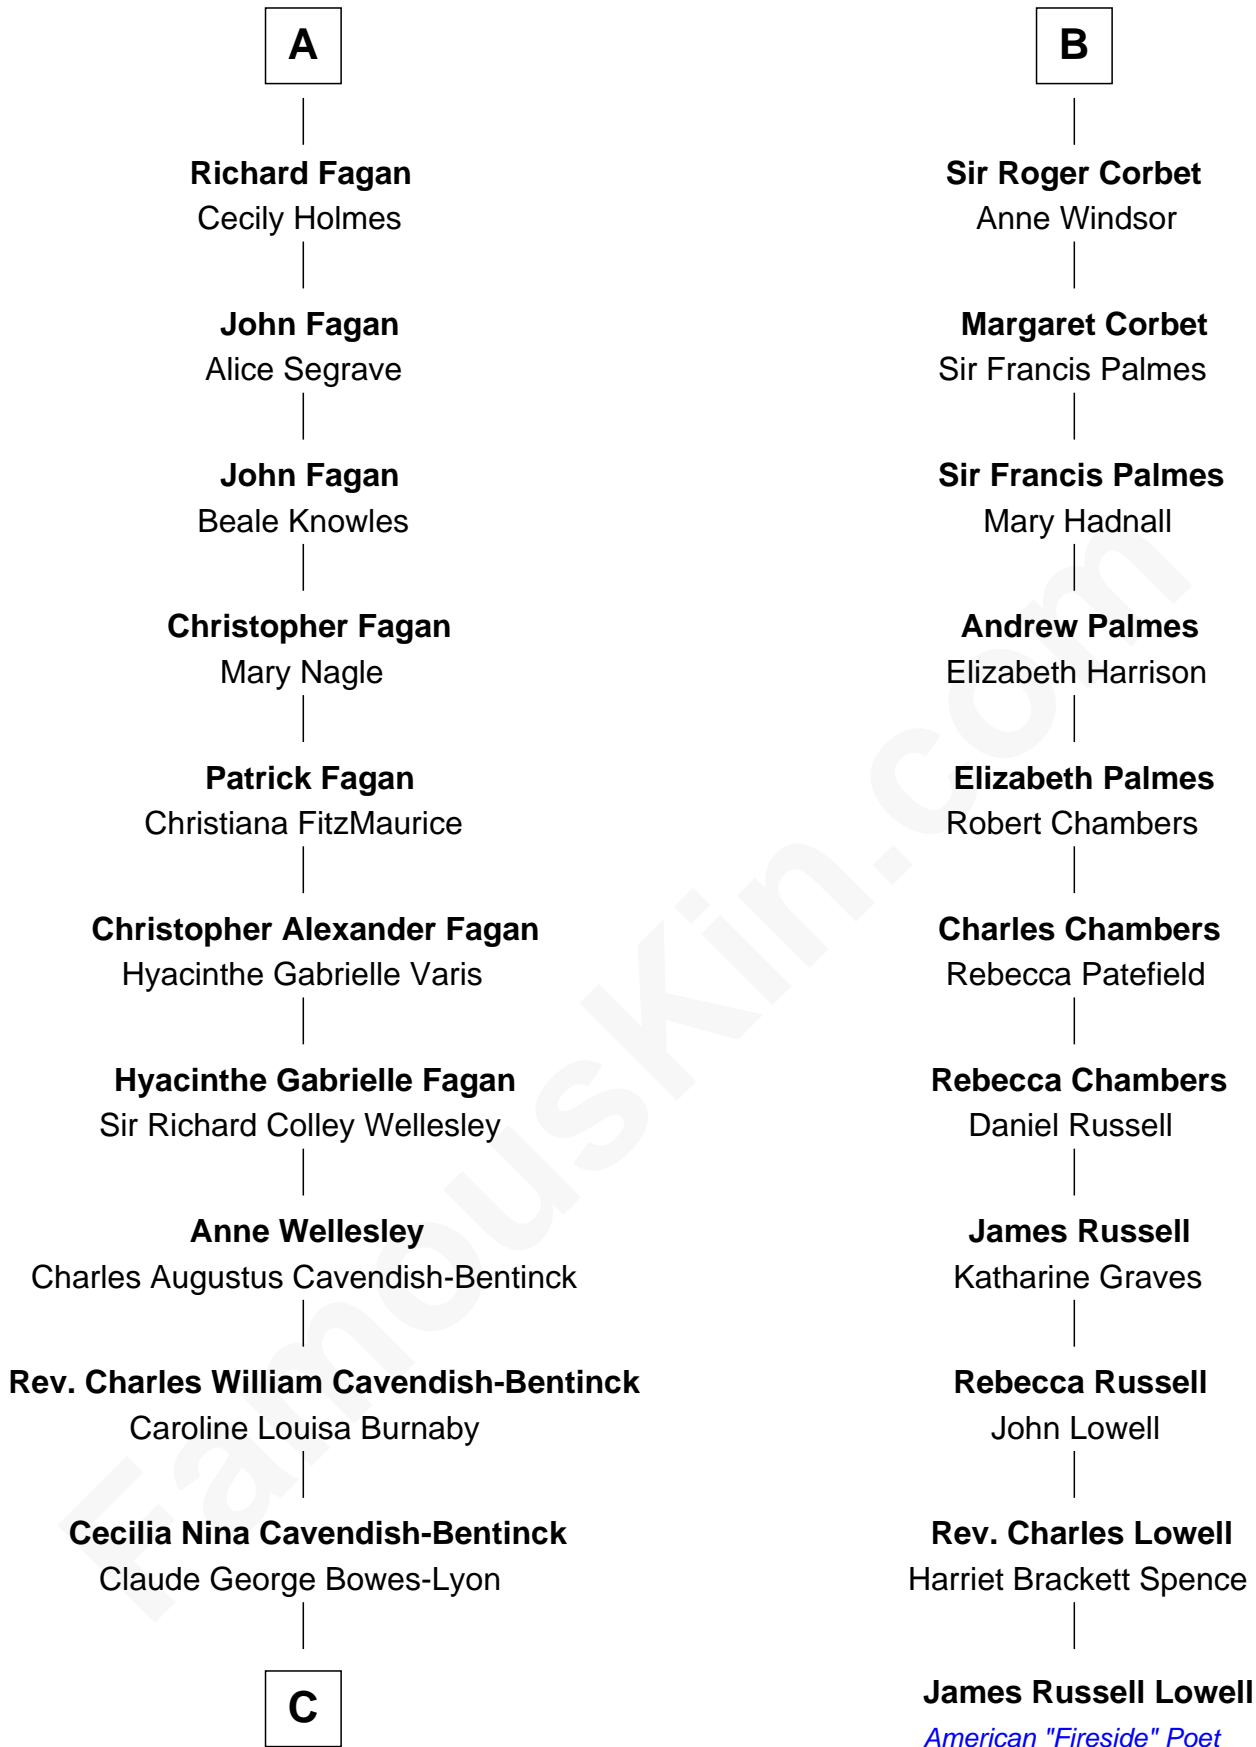 A
Richard Fagan
Cecily Holmes
John Fagan
Alice Segrave
John Fagan
Beale Knowles
Christopher Fagan
Mary Nagle
Patrick Fagan
Christiana FitzMaurice
Christopher Alexander Fagan
Hyacinthe Gabrielle Varis
Hyacinthe Gabrielle Fagan
Sir Richard Colley Wellesley
Anne Wellesley
Charles Augustus Cavendish-Bentinck
Rev. Charles William Cavendish-Bentinck
Caroline Louisa Burnaby
Cecilia Nina Cavendish-Bentinck
Claude George Bowes-Lyon
C
B
Sir Roger Corbet
Anne Windsor
Margaret Corbet
Sir Francis Palmes
Sir Francis Palmes
Mary Hadnall
Andrew Palmes
Elizabeth Harrison
Elizabeth Palmes
Robert Chambers
Charles Chambers
Rebecca Patefield
Rebecca Chambers
Daniel Russell
James Russell
Katharine Graves
Rebecca Russell
John Lowell
Rev. Charles Lowell
Harriet Brackett Spence
James Russell Lowell
American "Fireside" Poet
FamousKin.com